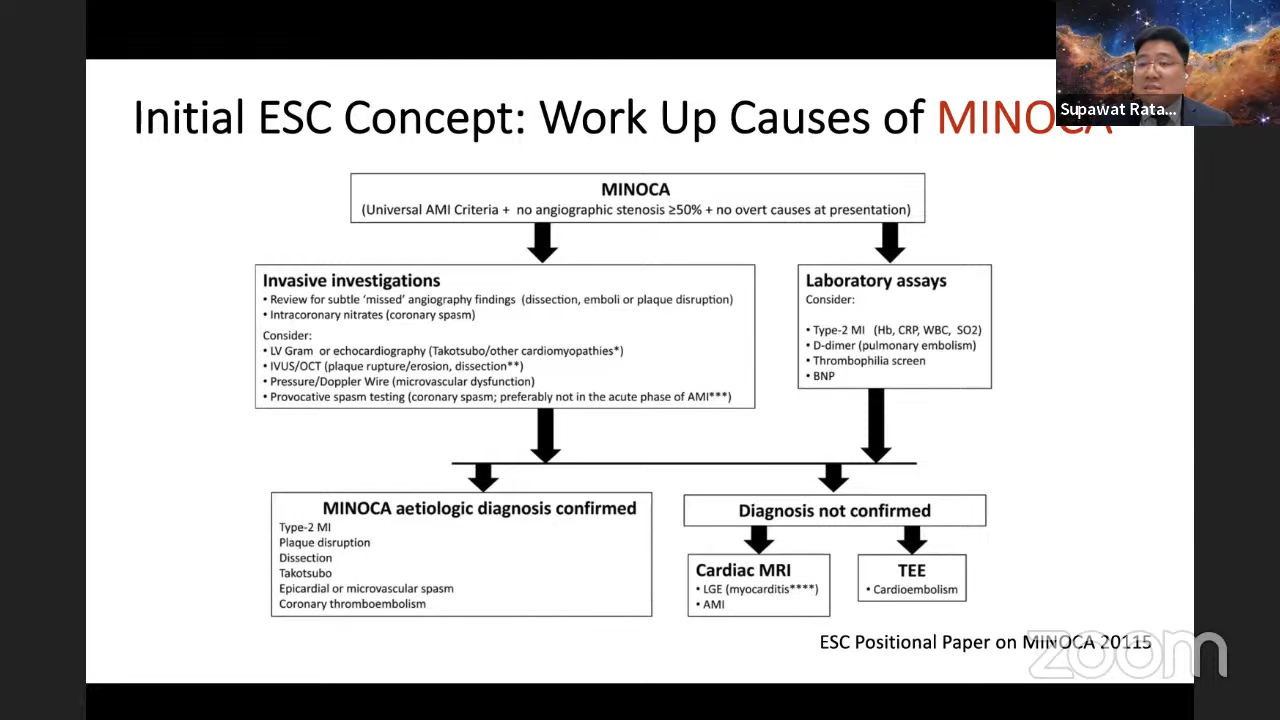 Initial ESC Concept: Work Up Causes of MINOCA
Supawat Rata...
MINOCA
(Universal AMI Criteria + no angiographic stenosis ≥50% + no overt causes at presentation)
Invasive investigations
• Review for subtle 'missed' angiography findings (dissection, emboli or plaque disruption)
• Intracoronary nitrates (coronary spasm)
Consider:
• LV Gram or echocardiography (Takotsubo/other cardiomyopathies*)
• IVUS/OCT (plaque rupture/erosion, dissection**)
• Pressure/Doppler Wire (microvascular dysfunction)
• Provocative spasm testing (coronary spasm; preferably not in the acute phase of AMI***)
Laboratory assays
Consider:
• Type-2 MI (Hb, CRP, WBC, SO2)
• D-dimer (pulmonary embolism)
• Thrombophilia screen
• BNP
MINOCA aetiologic diagnosis confirmed
Type-2 MI
Plaque disruption
Dissection
Takotsubo
Epicardial or microvascular spasm
Coronary thromboembolism
Diagnosis not confirmed
Cardiac MRI
• LGE (myocarditis****)
• AMI
TEE
• Cardioembolism
ESC Positional Paper on MINOCA 20115
zoom